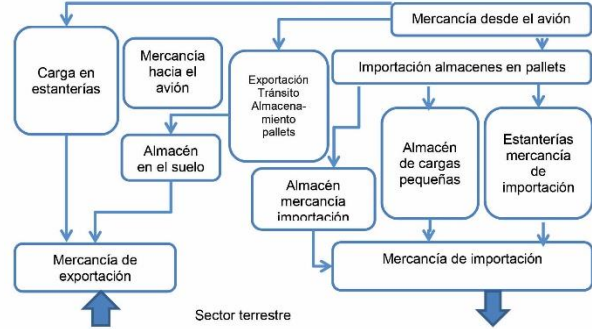 Mercancía desde el avión
Carga en
estanterías
Mercancía
hacia el
avión
Exportación
Tránsito
Almacena-
miento
pallets
Importación almacenes en pallets
Almacén
en el suelo
Almacén
mercancía
importación
Almacén
de cargas
pequeñas
Estanterías
mercancía
de
importación
Mercancía de
exportación
Mercancía de importación
Sector terrestre